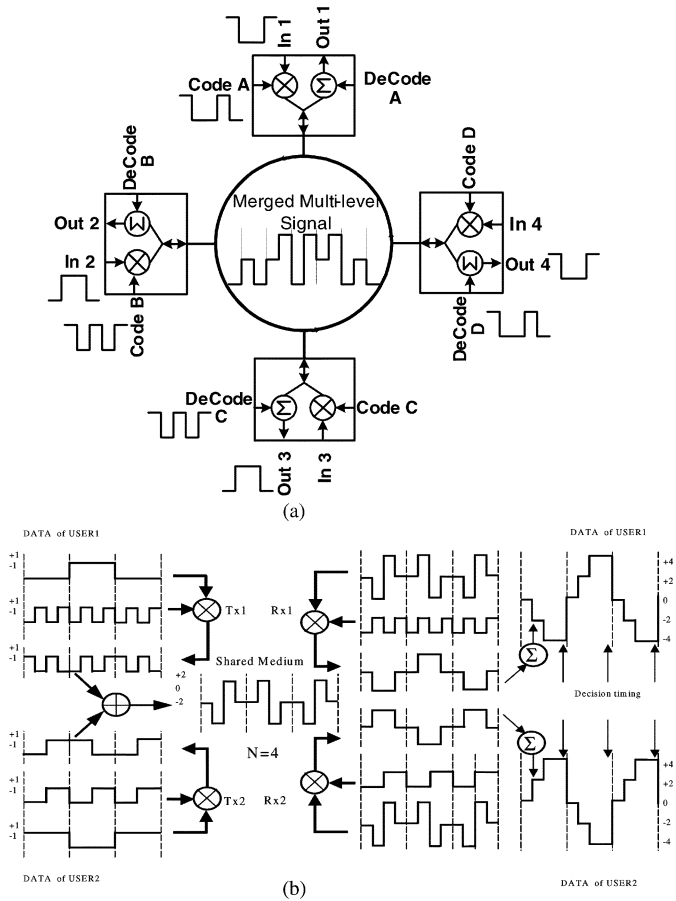 In 1
Out 1
Code A
DeCode
A
Σ
DeCode
B
Out 2
Σ
In 2
Code B
Merged Multi-level
Signal
Code D
In 4
Σ
Out 4
DeCode
D
DeCode
C
Σ
Code C
Out 3
In 3
(a)
DATA of USER1
DATA of USER1
+1
-1
+1
-1
Tx1
Rx1
+1
-1
+4
+2
0
-2
-4
Σ
Shared Medium
+2
0
-2
Decision timing
N=4
+1
-1
+1
-1
Tx2
Rx2
+1
-1
Σ
+4
+2
0
-2
-4
DATA of USER2
DATA of USER2
(b)